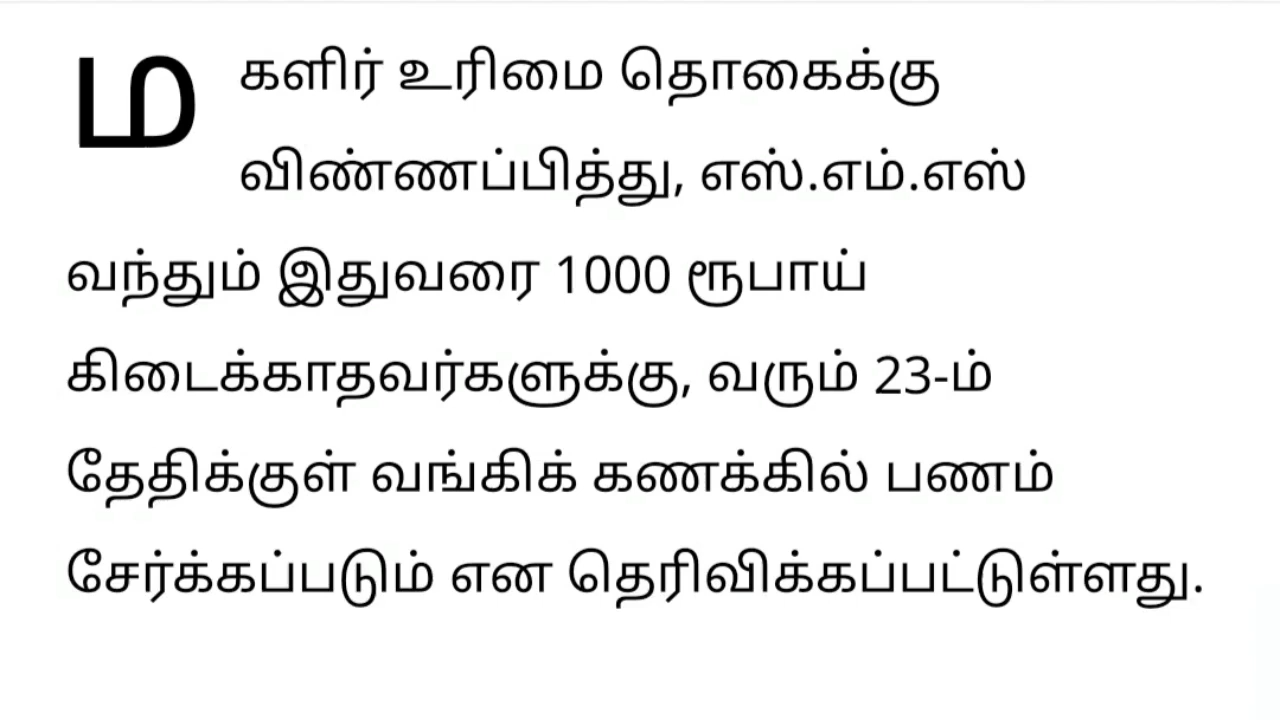 மகளிர் உரிமை தொகைக்கு
விண்ணப்பித்து, எஸ்.எம்.எஸ்
வந்தும் இதுவரை 1000 ரூபாய்
கிடைக்காதவர்களுக்கு, வரும் 23-ம்
தேதிக்குள் வங்கிக் கணக்கில் பணம்
சேர்க்கப்படும் என தெரிவிக்கப்பட்டுள்ளது.